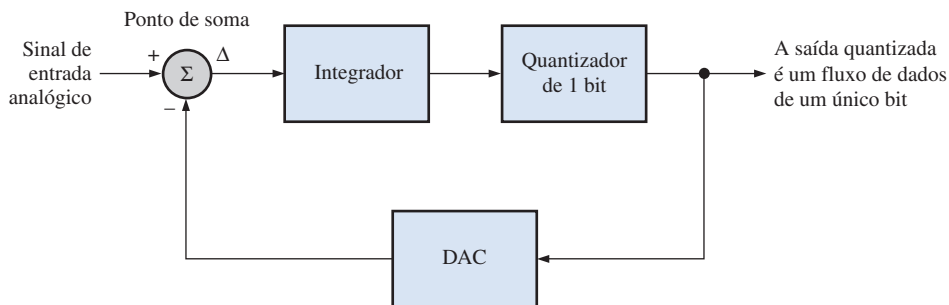 Ponto de soma
Sinal de
entrada
analógico
+
Σ
Δ
−
Integrador
Quantizador
de 1 bit
A saída quantizada
é um fluxo de dados
de um único bit
DAC